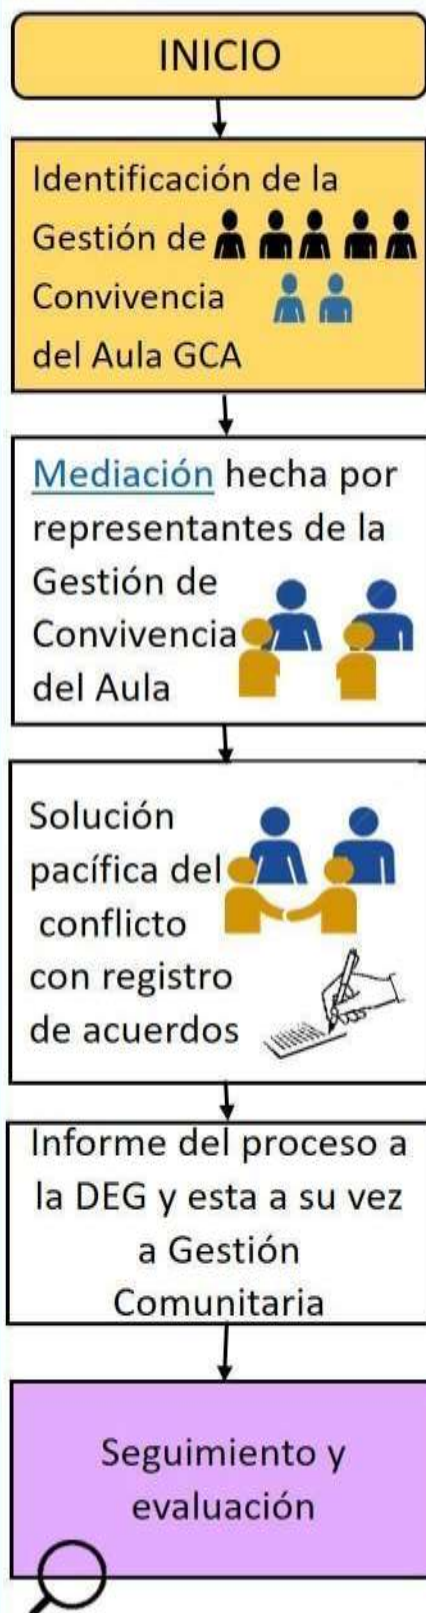 INICIO
Identificación de la
Gestión de
Convivencia
del Aula GCA
Mediación hecha por
representantes de la
Gestión de
Convivencia
del Aula
Solución
pacífica del
conflicto
con registro
de acuerdos
Informe del proceso a
la DEG y esta a su vez
a Gestión
Comunitaria
Seguimiento y
evaluación